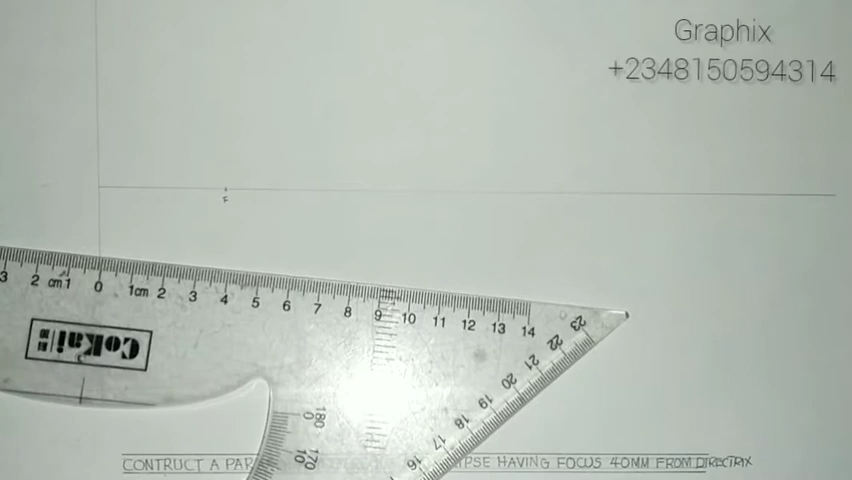 Graphix
+2348150594314
F
3 2 cm 1 0 1cm 2 3 4 5 6 7 8 9 10 11 12 13 14
23
22
21
20
19
18
17
16
CoKai
180
0
170
10
CONTRUCT A PAR IPSE HAVING FOCUS 40MM FROM DIRECTRIX